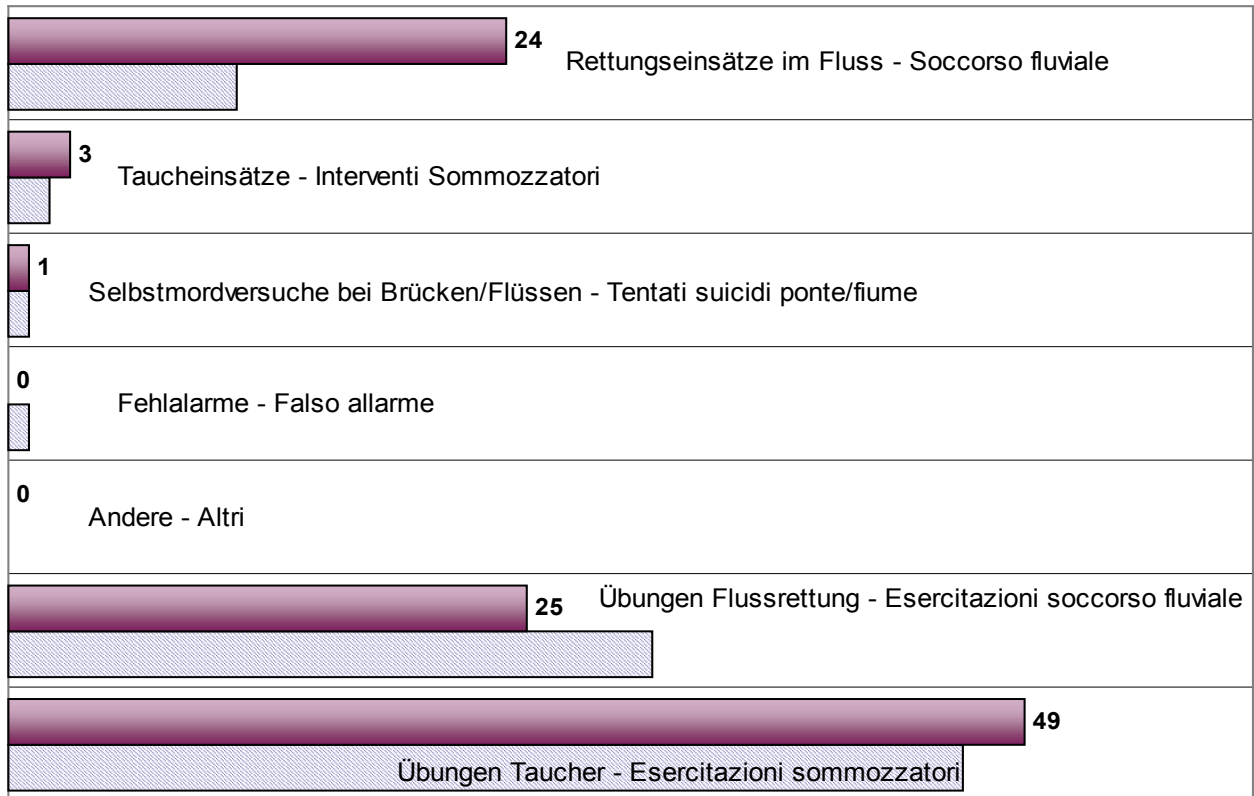 24
Rettungseinsätze im Fluss - Soccorso fluviale
3
Taucheinsätze - Interventi Sommozzatori
1
Selbstmordversuche bei Brücken/Flüssen - Tentati suicidi ponte/fiume
0
Fehlalarme - Falso allarme
0
Andere - Altri
25
Übungen Flussrettung - Esercitazioni soccorso fluviale
49
Übungen Taucher - Esercitazioni sommozzatori